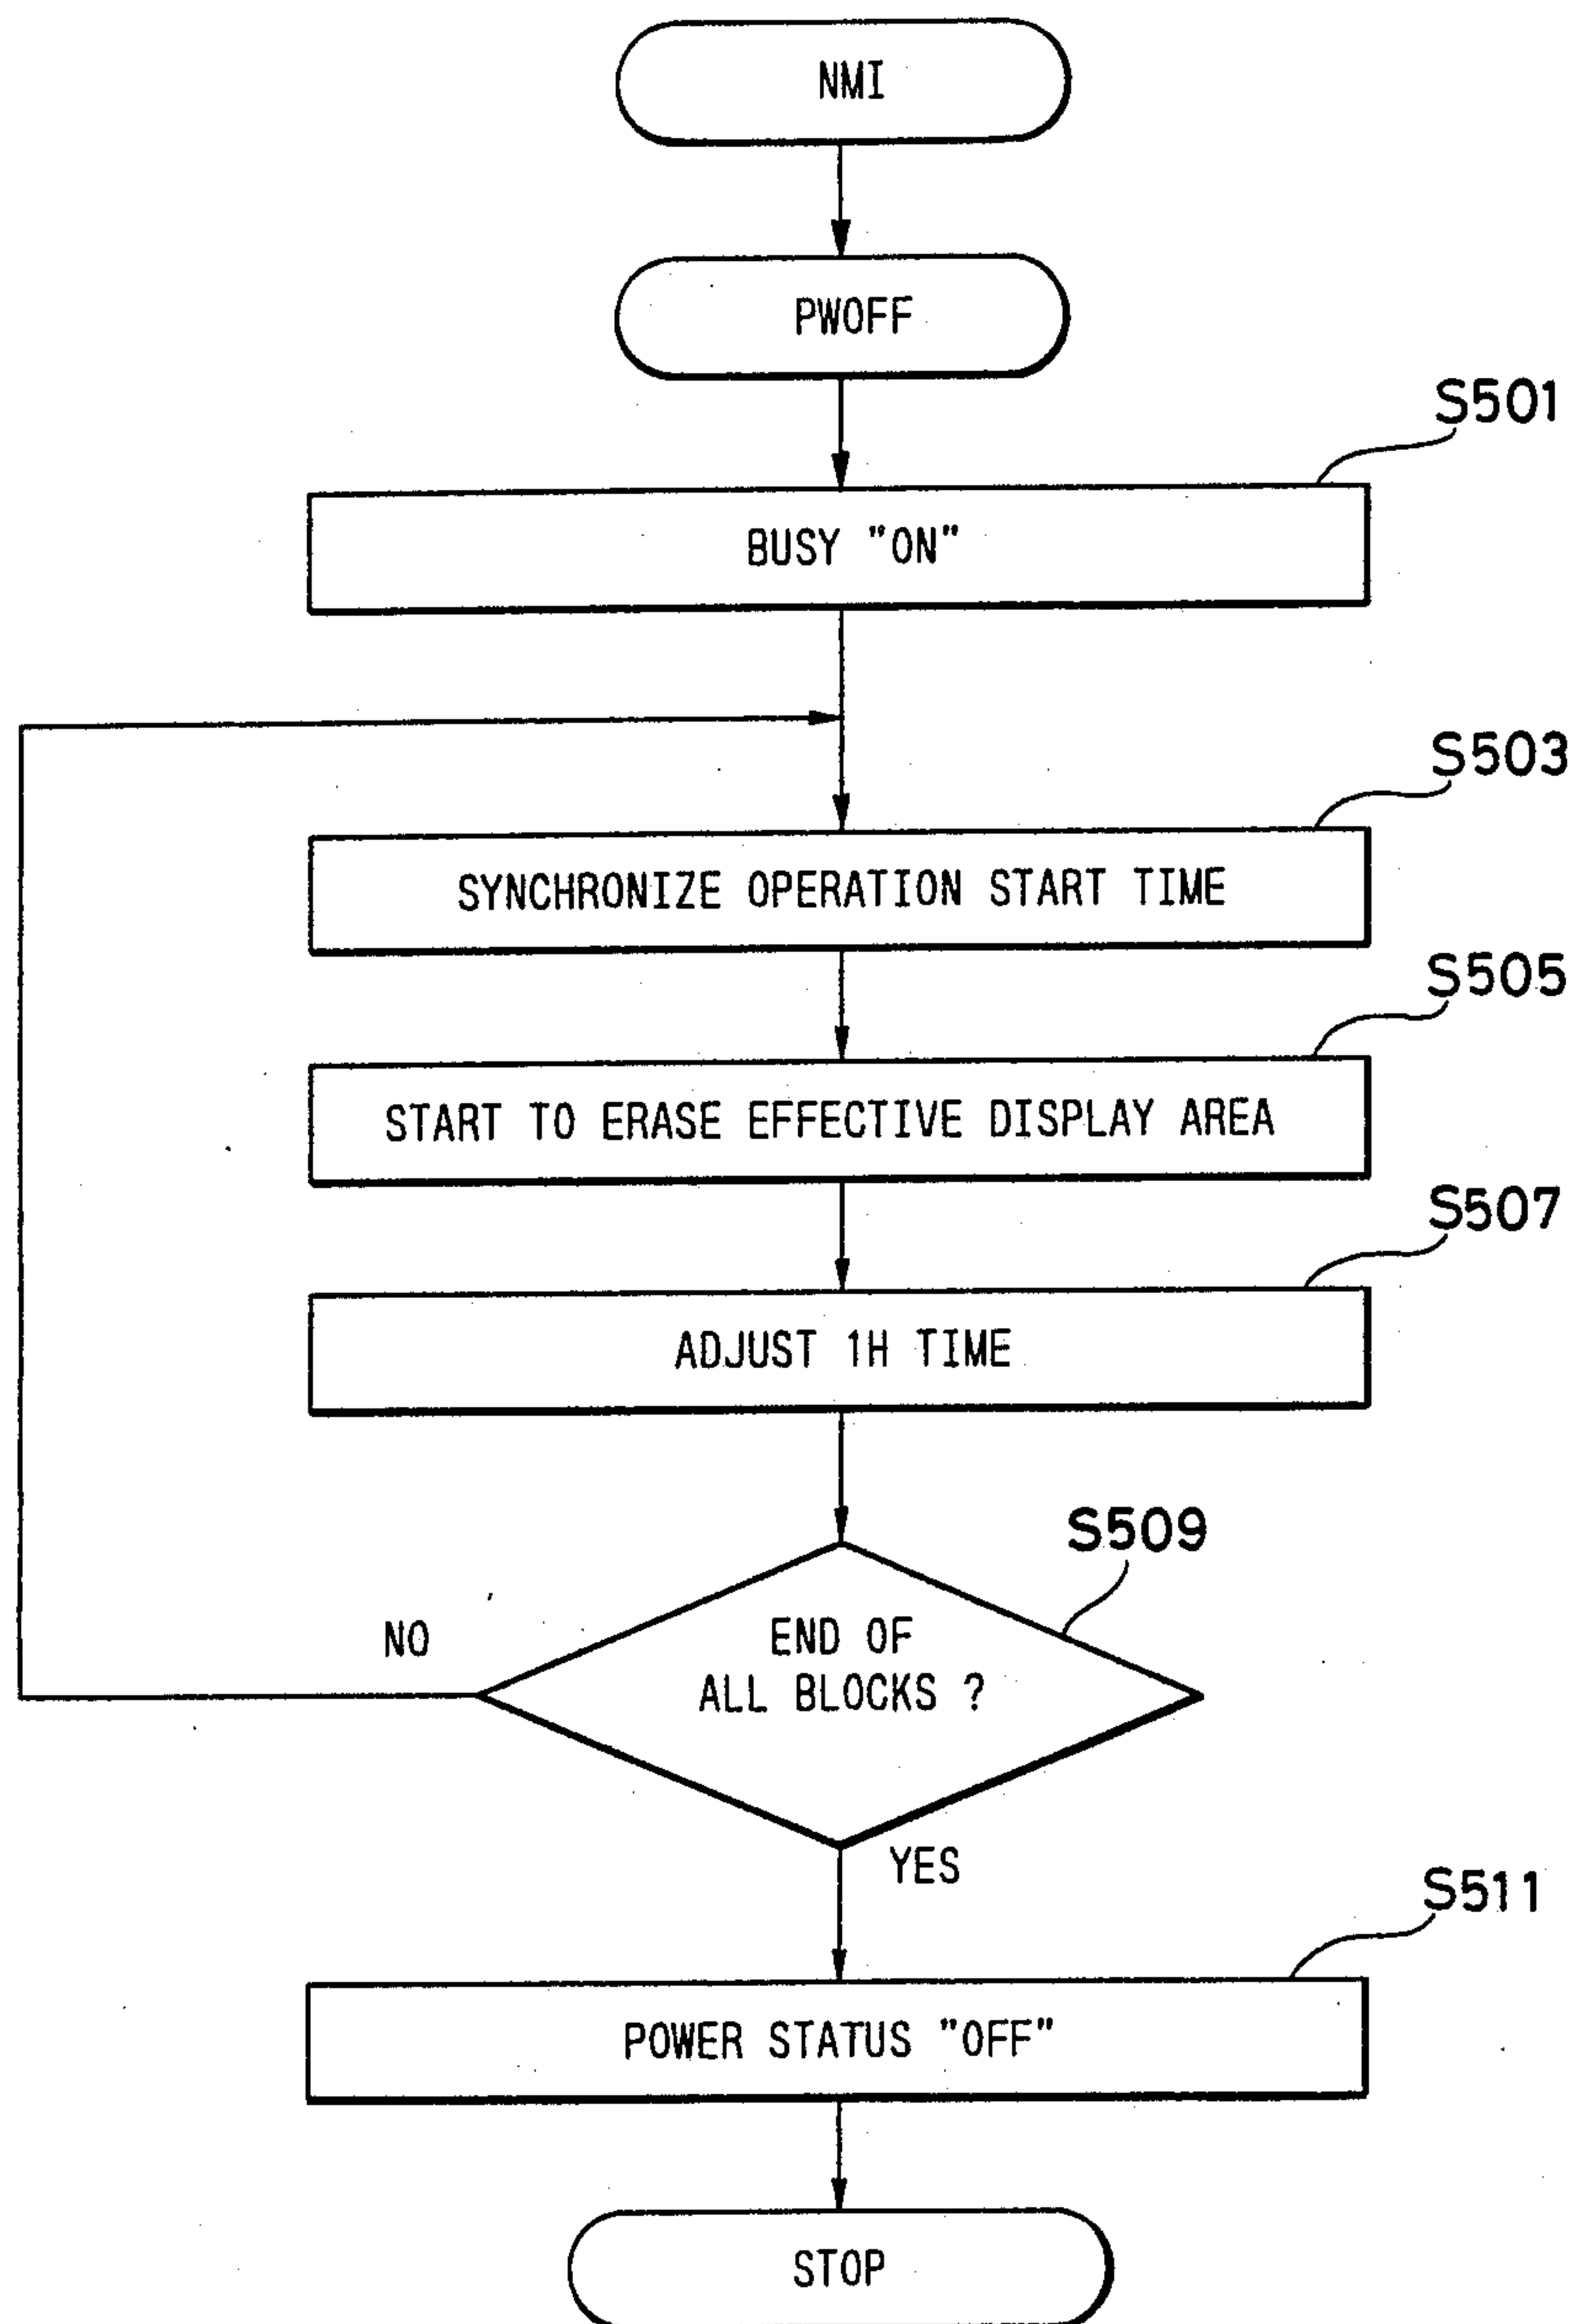 NMI
PWOFF
S501
BUSY "ON"
S503
SYNCHRONIZE OPERATION START TIME
S505
START TO ERASE EFFECTIVE DISPLAY AREA
S507
ADJUST 1H TIME
S509
NO
END OF
ALL BLOCKS ?
YES
S511
POWER STATUS "OFF"
STOP